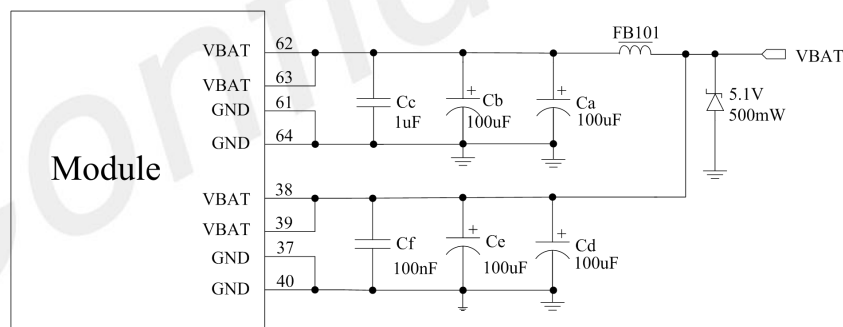 FB101
VBAT 62
VBAT
VBAT 63
GND 61
Cc
1uF
+
Cb
100uF
+
Ca
100uF
5.1V
500mW
GND 64
Module
VBAT 38
VBAT 39
GND 37
Cf
100nF
+
Ce
100uF
+
Cd
100uF
GND 40